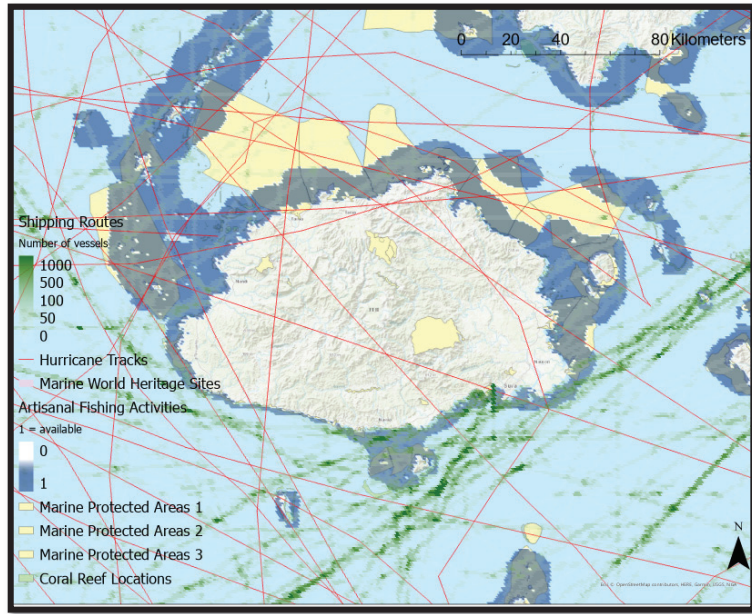 0 20 40 80 Kilometers
Shipping Routes
Number of vessels
1000
500
100
50
0
Hurricane Tracks
Marine World Heritage Sites
Artisanal Fishing Activities
1 = available
0
1
Marine Protected Areas 1
Marine Protected Areas 2
Marine Protected Areas 3
Coral Reef Locations
N